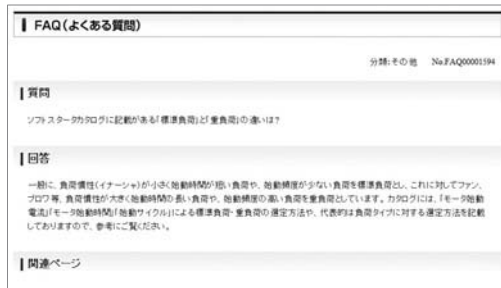 FAQ(よくある質問)
分類:その他 No.FAQ00001594
質問
ソフトスタータカタログに記載がある「標準負荷」と「重負荷」の違いは?
回答
一般に、負荷慣性(イナーシャ)が小さく始動時間が短い負荷や、始動頻度が少ない負荷を標準負荷とし、これに対してファン、
ブロワ等、負荷慣性が大きく始動時間の長い負荷や、始動頻度の高い負荷を重負荷としています。カタログには、「モータ始動
電流」「モータ始動時間」「始動サイクル」による標準負荷・重負荷の選定方法や、代表的な負荷タイプに対する選定方法を記載
しておりますので、参考にご覧ください。
関連ページ